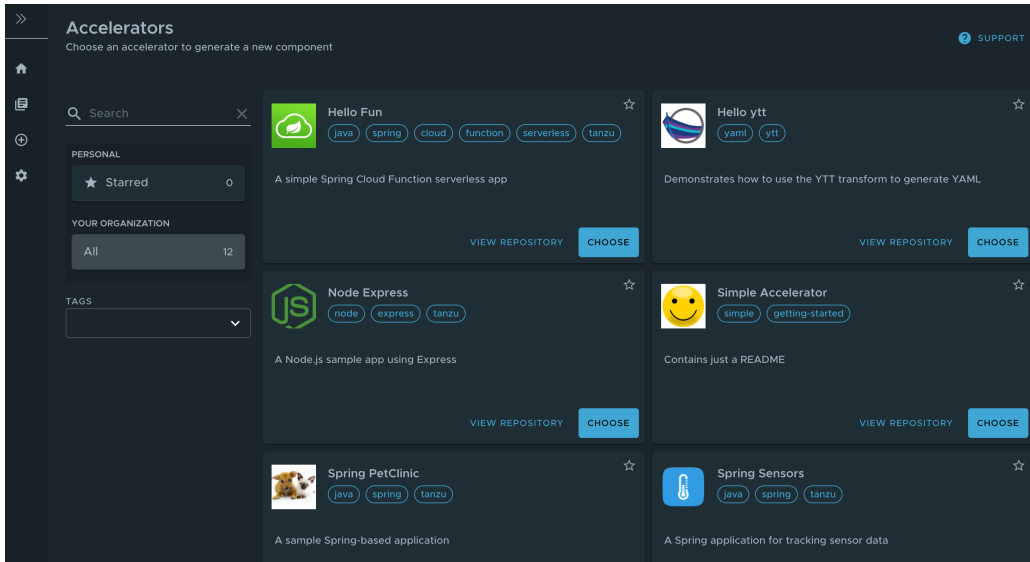 Accelerators
Choose an accelerator to generate a new component
SUPPORT
Search
PERSONAL
Starred 0
YOUR ORGANIZATION
All 12
TAGS
Hello Fun
java spring cloud function serverless tanzu
A simple Spring Cloud Function serverless app
VIEW REPOSITORY CHOOSE
Hello ytt
yaml ytt
Demonstrates how to use the YTT transform to generate YAML
VIEW REPOSITORY CHOOSE
JS
Node Express
node express tanzu
A Node.js sample app using Express
VIEW REPOSITORY CHOOSE
Simple Accelerator
simple getting-started
Contains just a README
VIEW REPOSITORY CHOOSE
Spring PetClinic
java spring tanzu
A sample Spring-based application
Spring Sensors
java spring tanzu
A Spring application for tracking sensor data